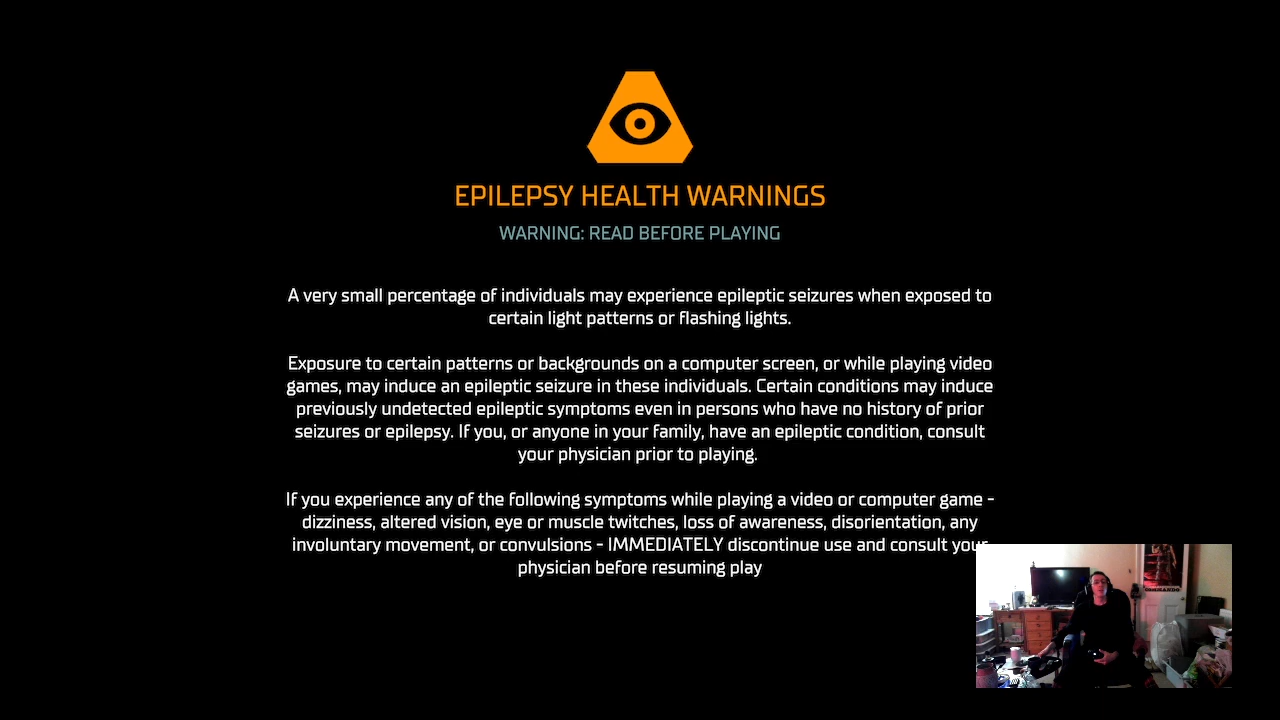 EPILEPSY HEALTH WARNINGS
WARNING: READ BEFORE PLAYING
A very small percentage of individuals may experience epileptic seizures when exposed to
certain light patterns or flashing lights.
Exposure to certain patterns or backgrounds on a computer screen, or while playing video
games, may induce an epileptic seizure in these individuals. Certain conditions may induce
previously undetected epileptic symptoms even in persons who have no history of prior
seizures or epilepsy. If you, or anyone in your family, have an epileptic condition, consult
your physician prior to playing.
If you experience any of the following symptoms while playing a video or computer game -
dizziness, altered vision, eye or muscle twitches, loss of awareness, disorientation, any
involuntary movement, or convulsions - IMMEDIATELY discontinue use and consult your
physician before resuming play